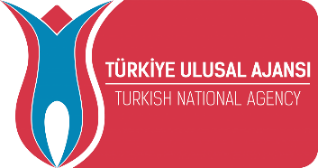 TÜRKİYE ULUSAL AJANSI
TURKISH NATIONAL AGENCY